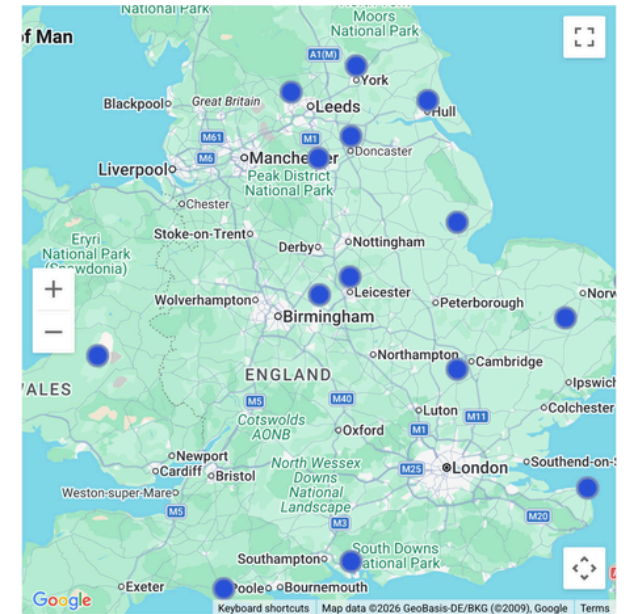 National Park
Moors
National Park
of Man
A1(M)
York
Blackpool
Great Britain
Leeds
Hull
M61
M1
M6
Manchester
Doncaster
Liverpool
Peak District
National Park
Chester
Stoke-on-Trent
Eryri
National Park
(Snowdonia)
Derby
Nottingham
Leicester
Norw
Wolverhampton
Peterborough
Birmingham
Northampton
Cambridge
WALES
ENGLAND
Ipswich
M5
M40
Luton
M11
Colchester
Cotswolds
AONB
Oxford
M1
Newport
Cardiff
Bristol
North Wessex
Downs
National
Landscape
M25
London
Southend-on-S
Weston-super-Mare
M5
M3
M20
Southampton
South Downs
National Park
Exeter
Poole
Bournemouth
Google
Keyboard shortcuts
Map data ©2026 GeoBasis-DE/BKG (©2009), Google
Terms